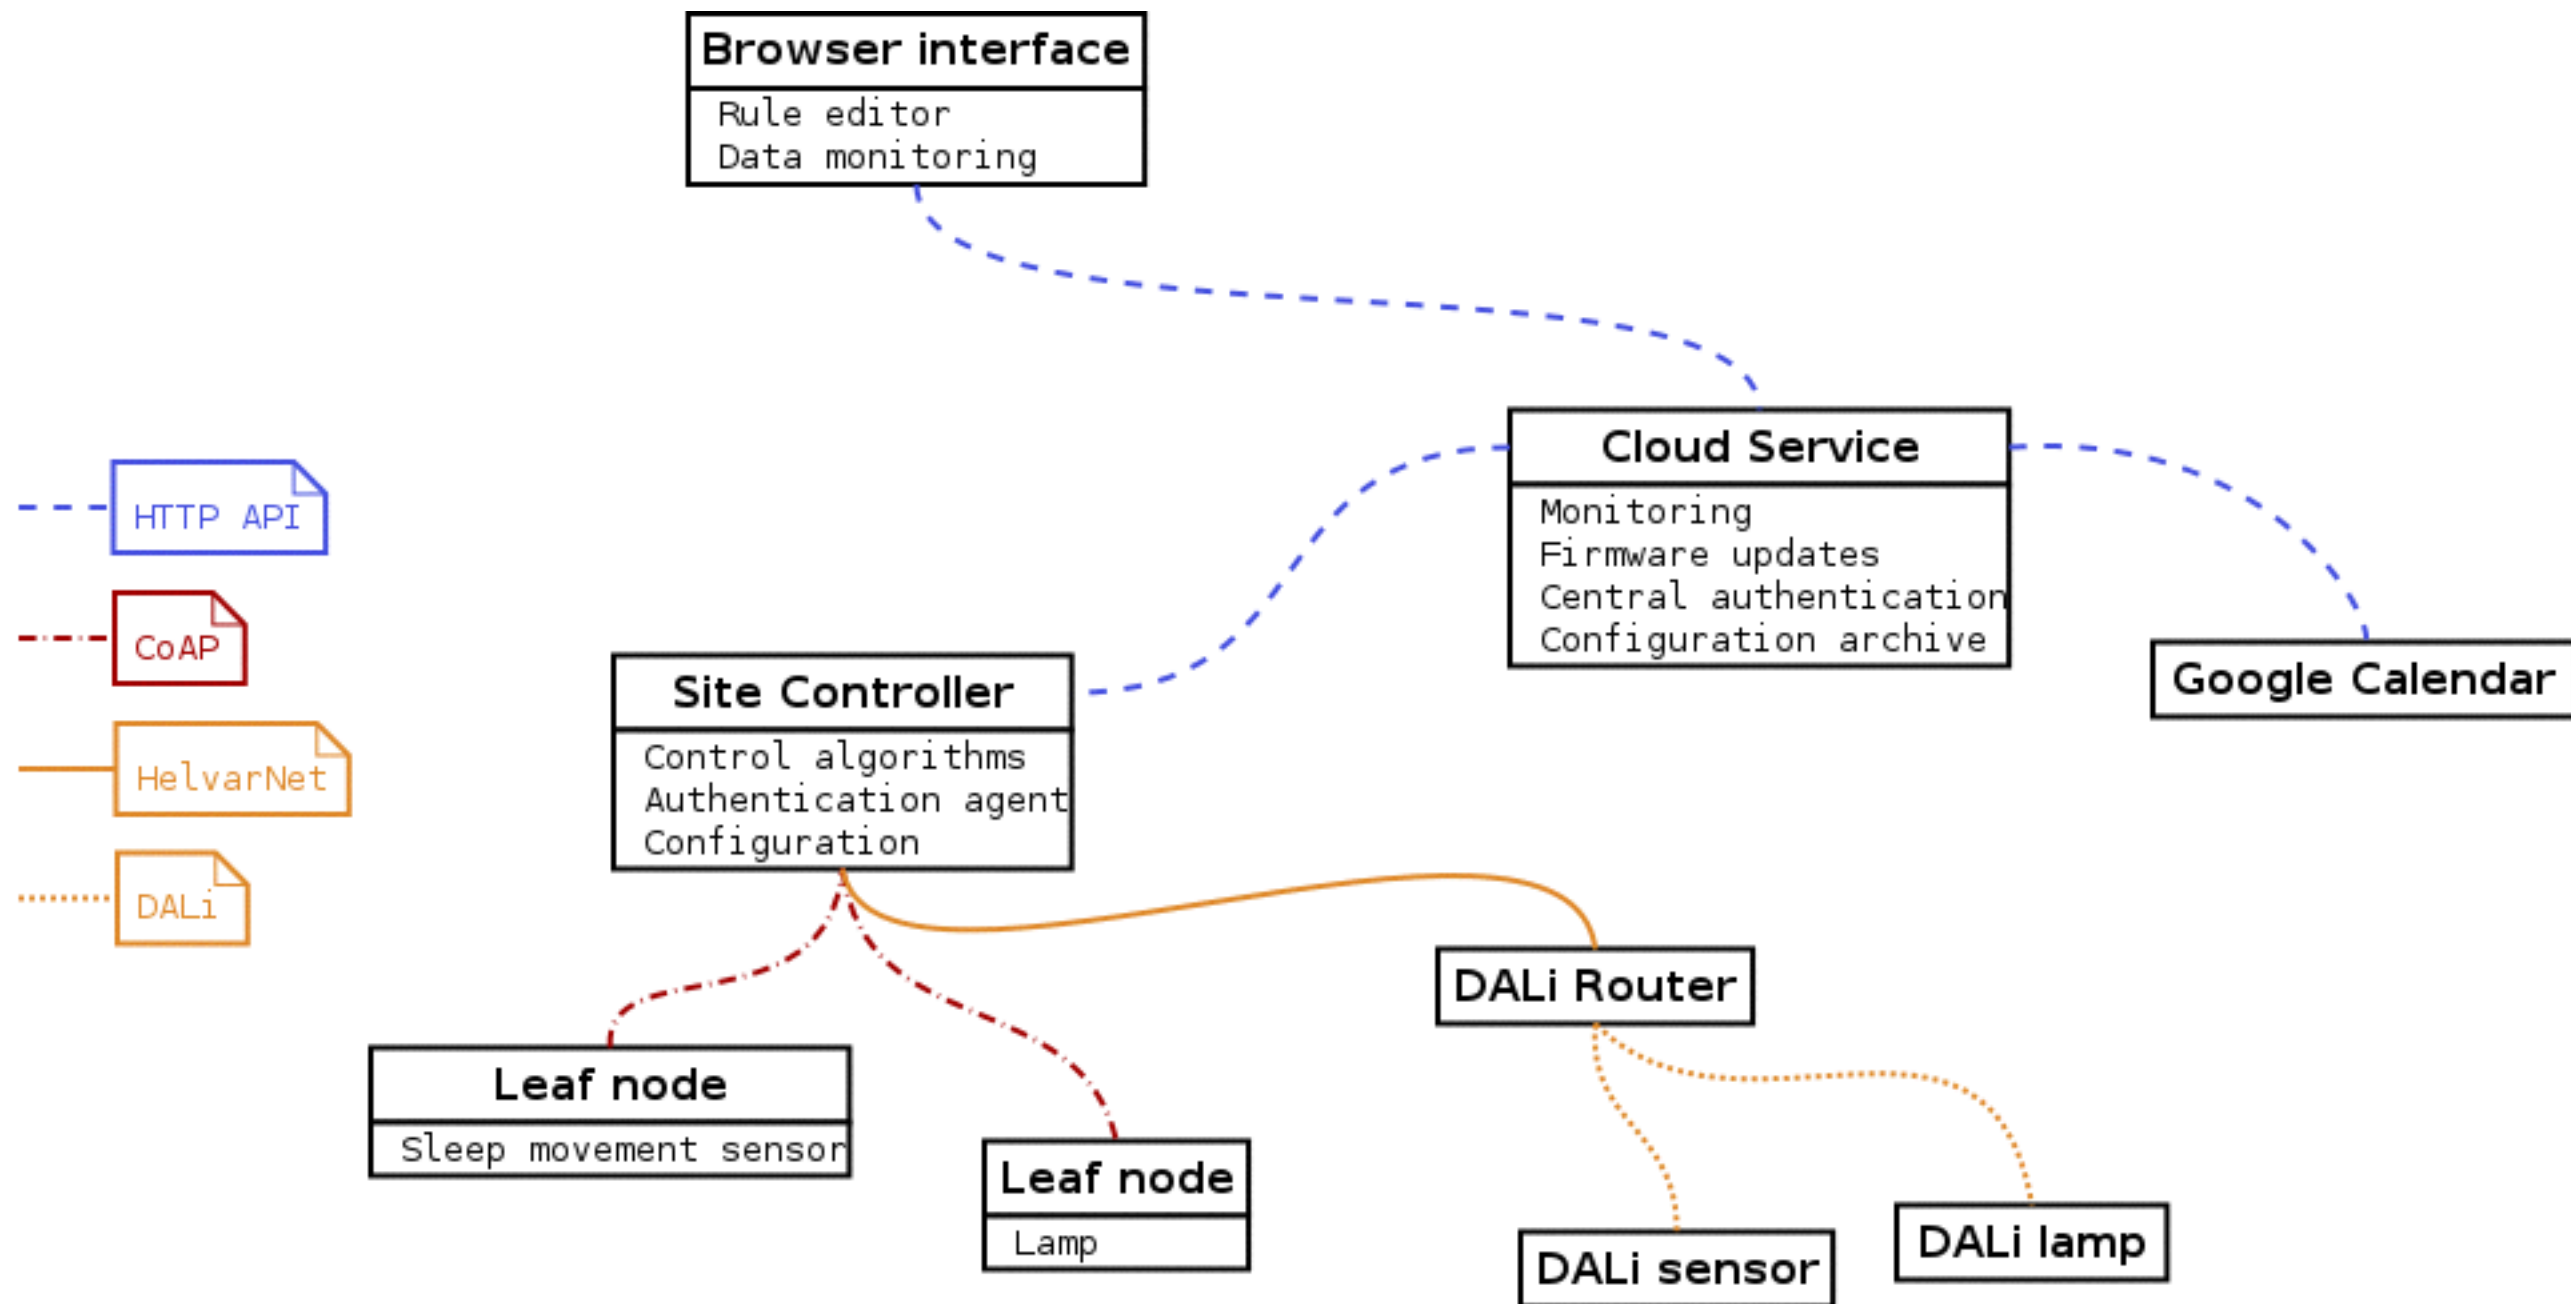 Browser interface
Rule editor
Data monitoring
Cloud Service
Monitoring
Firmware updates
Central authentication
Configuration archive
Google Calendar
HTTP API
CoAP
HelvarNet
DALi
Site Controller
Control algorithms
Authentication agent
Configuration
DALi Router
Leaf node
Sleep movement sensor
Leaf node
Lamp
DALi sensor
DALi lamp